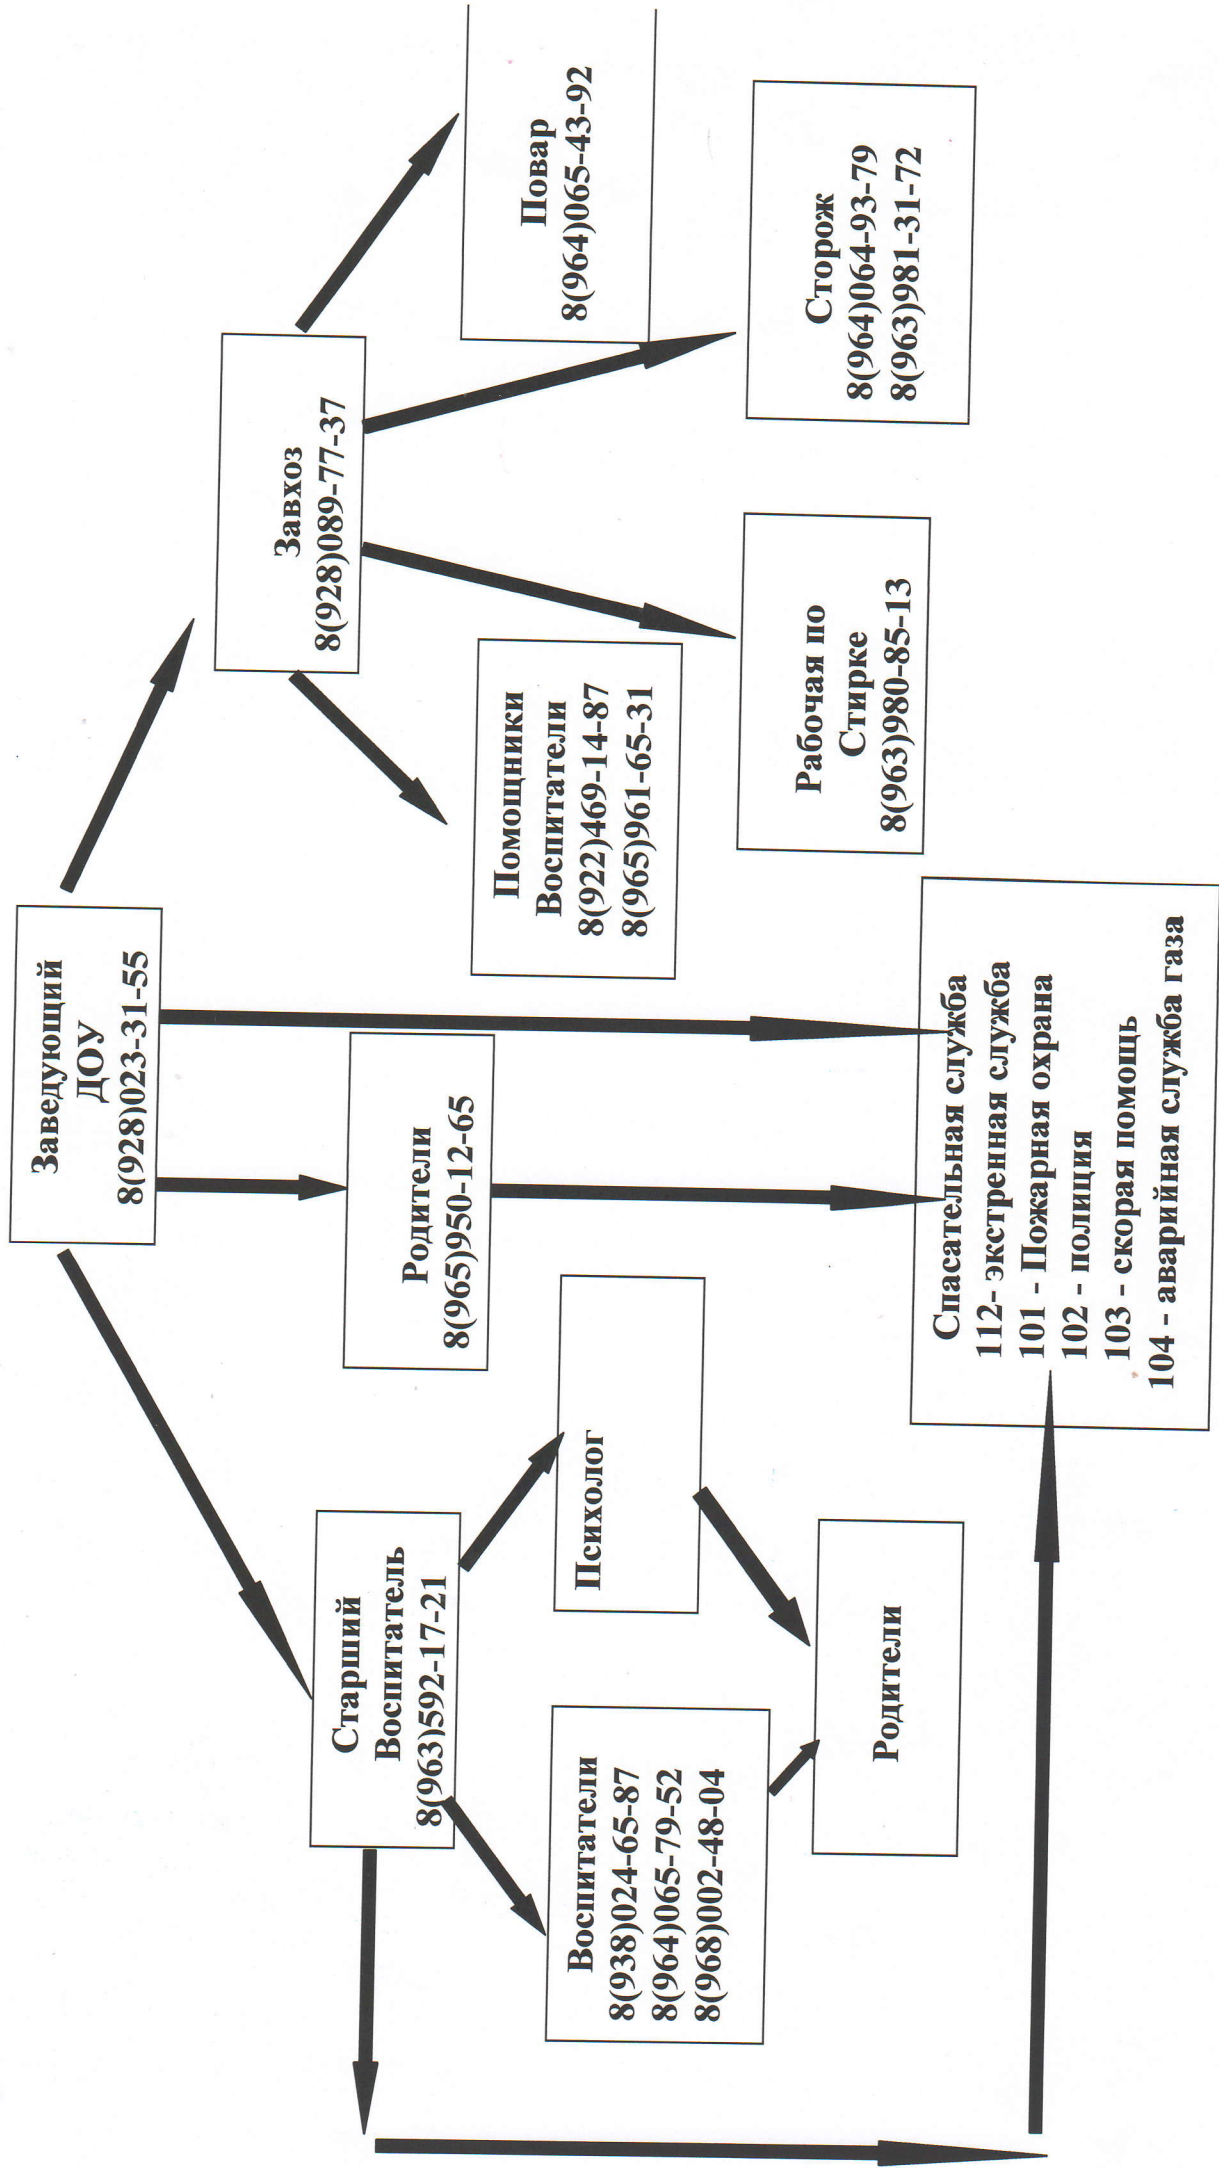 Заведующий
ДОУ
8(928)023-31-55
Завхоз
8(928)089-77-37
Старший
Воспитатель
8(963)592-17-21
Родители
8(965)950-12-65
Помощники
Воспитатели
8(922)469-14-87
8(965)961-65-31
Повар
8(964)065-43-92
Воспитатели
8(938)024-65-87
8(964)065-79-52
8(968)002-48-04
Психолог
Рабочая по
Стирке
8(963)980-85-13
Сторож
8(964)064-93-79
8(963)981-31-72
Родители
Спасательная служба
112- экстренная служба
101 - Пожарная охрана
102 - полиция
103 - скорая помощь
104 - аварийная служба газа